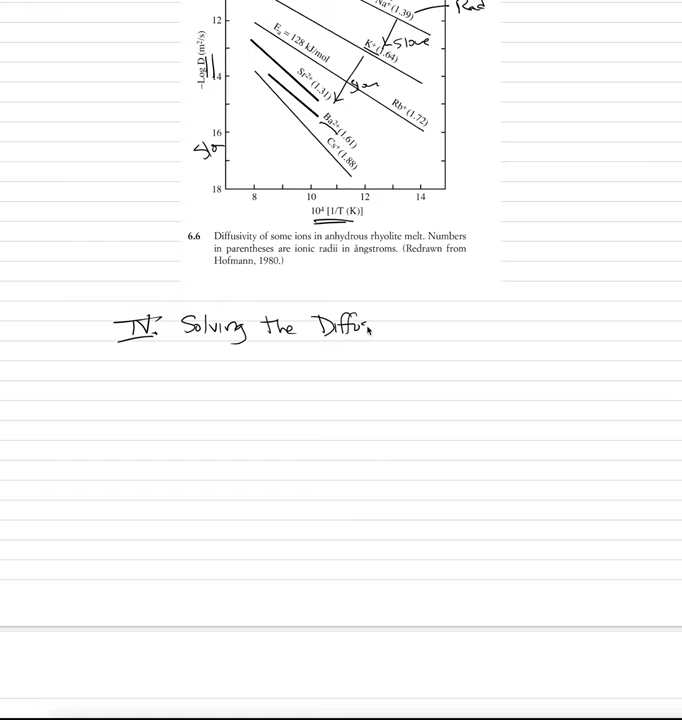 Na⁺ (1.39)
Rad
12
K⁺ (1.64)
Slow
Eₐ = 128 kJ/mol
−Log D (m²/s)
14
Sr²⁺ (1.31)
Rb⁺ (1.72)
Ba²⁺ (1.61)
16
Cs⁺ (1.88)
18
8 10 12 14
10⁴ [1/T (K)]
6.6 Diffusivity of some ions in anhydrous rhyolite melt. Numbers
in parentheses are ionic radii in ångstroms. (Redrawn from
Hofmann, 1980.)
IV. Solving the Diffus